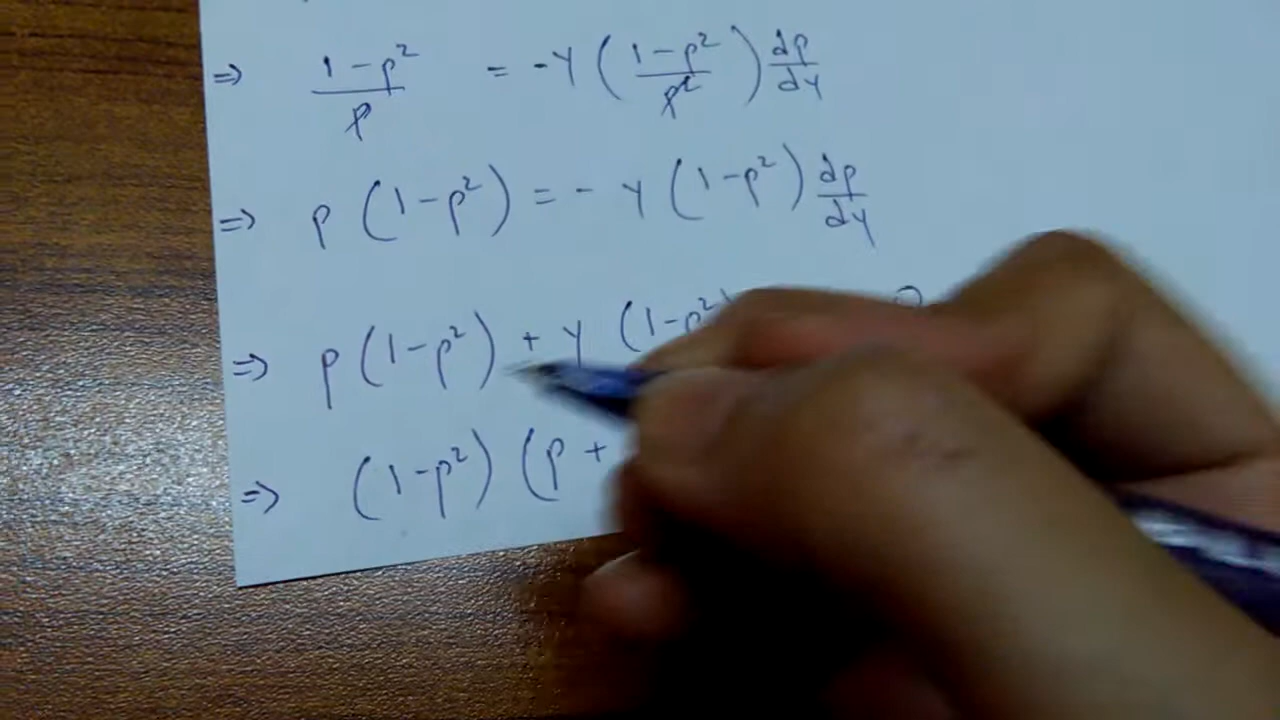 ⇒ (1-p²)/p = -y((1-p²)/p²) dp/dy
⇒ p(1-p²) = - y(1-p²) dp/dy
⇒ p(1-p²) + y(1-p²)
⇒ (1-p²)(p +